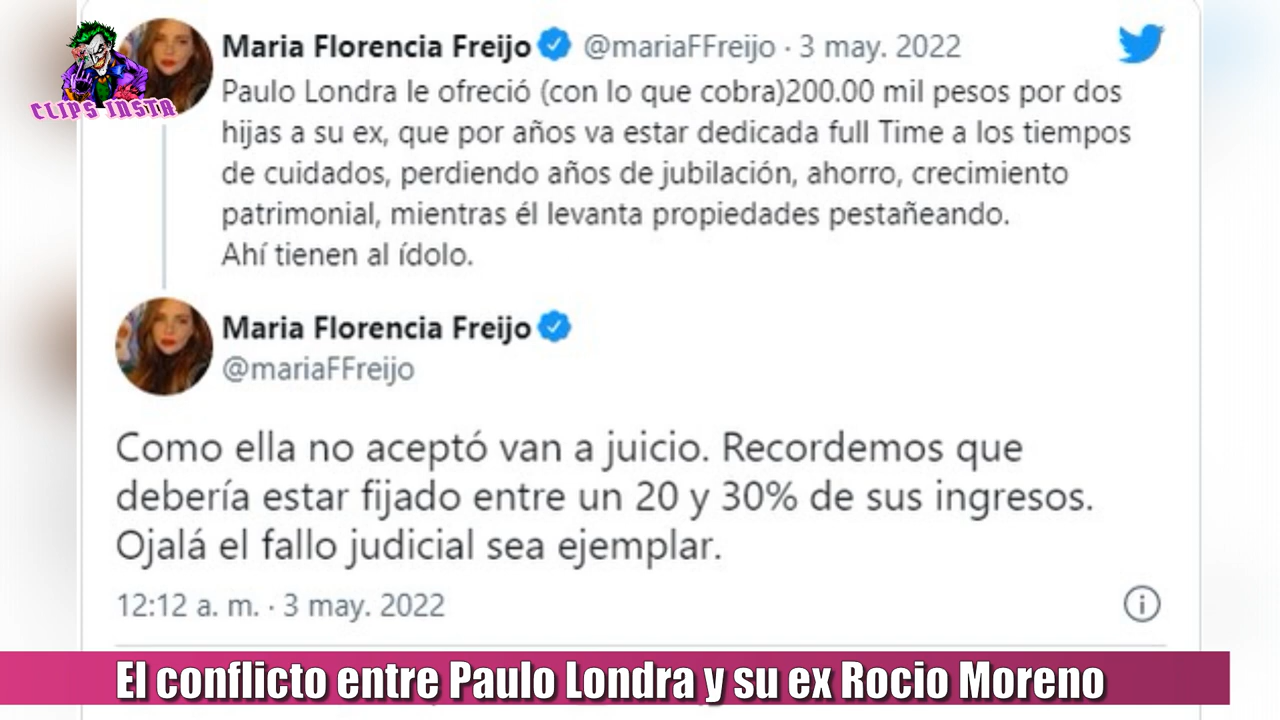 Maria Florencia Freijo @mariaFFreijo · 3 may. 2022
Paulo Londra le ofreció (con lo que cobra)200.00 mil pesos por dos
hijas a su ex, que por años va estar dedicada full Time a los tiempos
de cuidados, perdiendo años de jubilación, ahorro, crecimiento
patrimonial, mientras él levanta propiedades pestañeando.
Ahí tienen al ídolo.
CLIPS INSTA
Maria Florencia Freijo
@mariaFFreijo
Como ella no aceptó van a juicio. Recordemos que
debería estar fijado entre un 20 y 30% de sus ingresos.
Ojalá el fallo judicial sea ejemplar.
12:12 a. m. · 3 may. 2022
El conflicto entre Paulo Londra y su ex Rocio Moreno